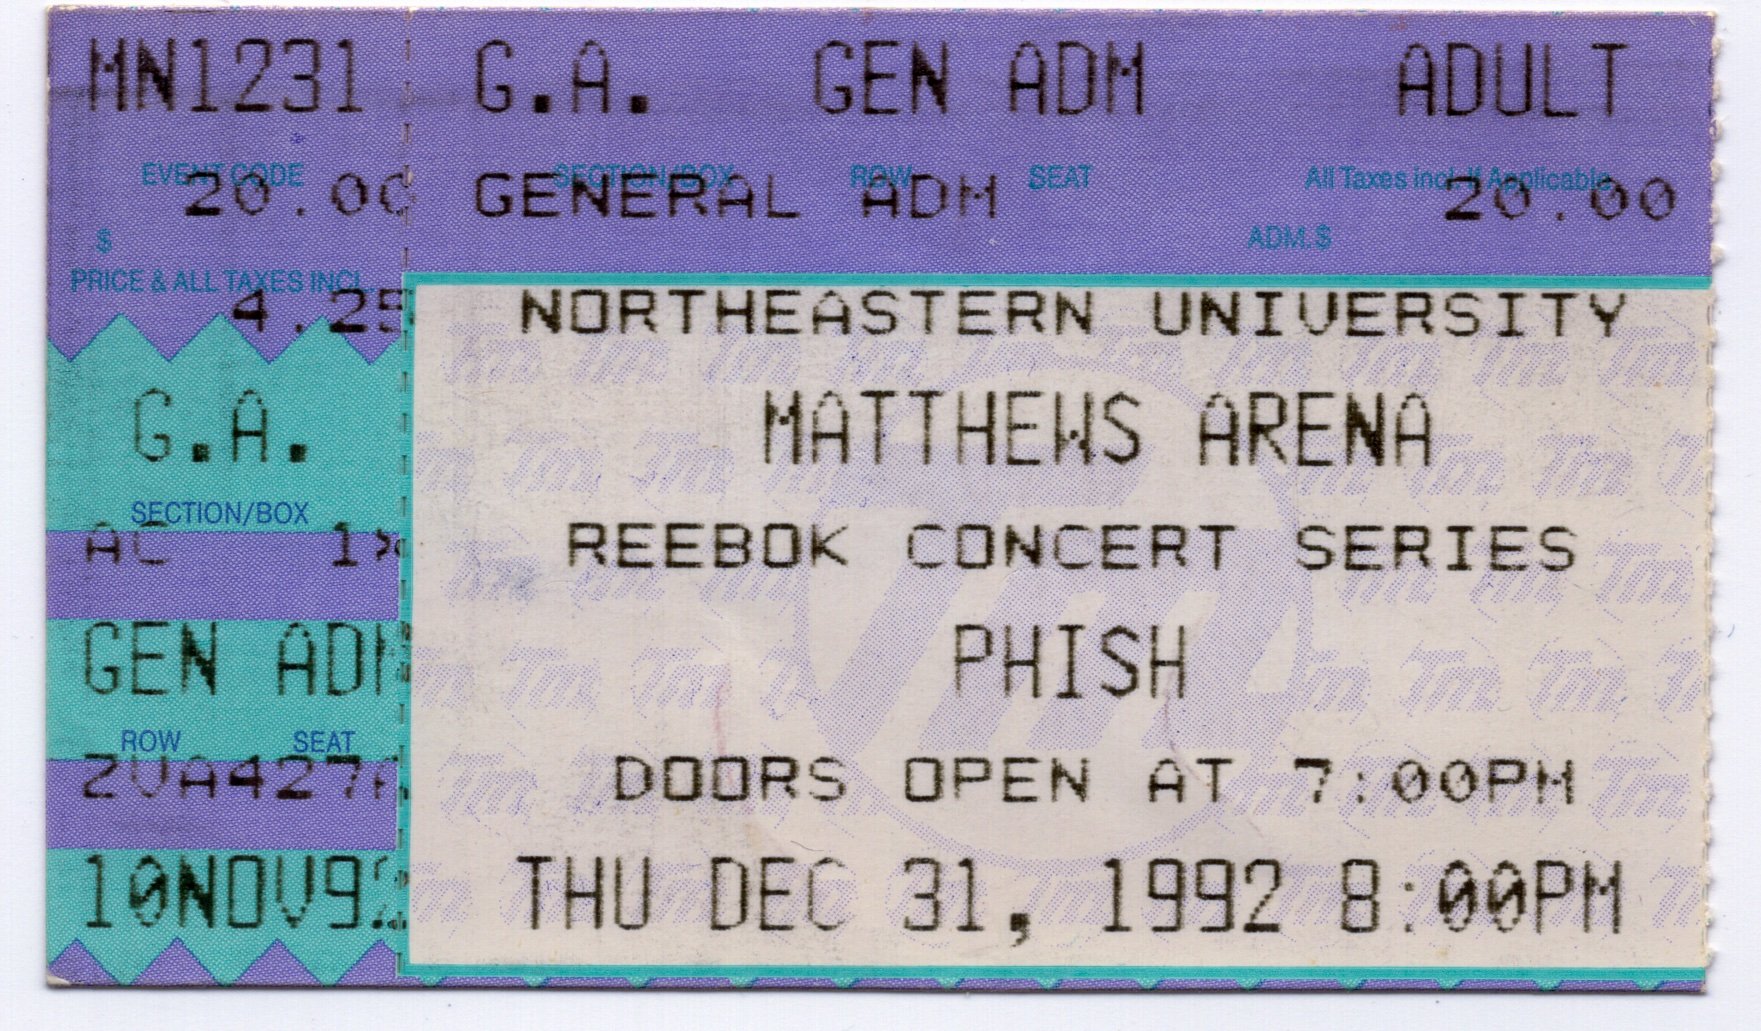 MN1231 G.A. GEN ADM ADULT
EVENT CODE SECTION/BOX ROW SEAT All Taxes incl. If Applicable
20.00 GENERAL ADM 20.00
$ ADM. $
PRICE & ALL TAXES INCL.
4.25 NORTHEASTERN UNIVERSITY
G.A. MATTHEWS ARENA
SECTION/BOX
AC 1X REEBOK CONCERT SERIES
GEN ADM PHISH
ROW SEAT
DOORS OPEN AT 7:00PM
10NOV92 THU DEC 31, 1992 8:00PM